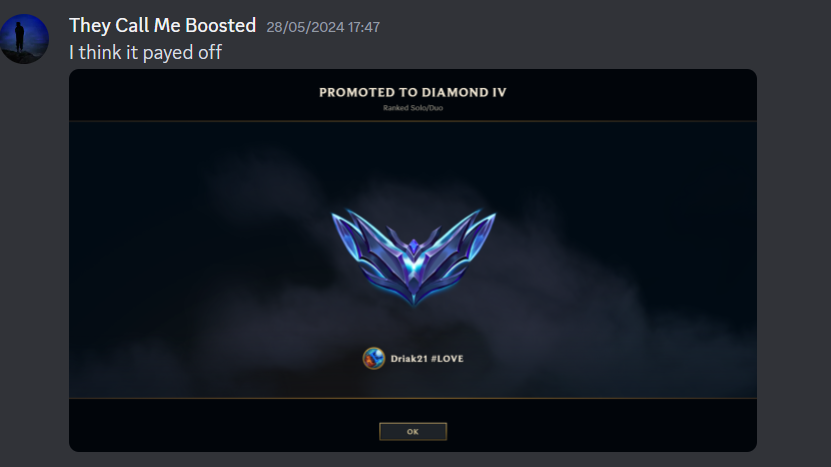 They Call Me Boosted 28/05/2024 17:47
I think it payed off
PROMOTED TO DIAMOND IV
Ranked Solo/Duo
Driak21 #LOVE
OK